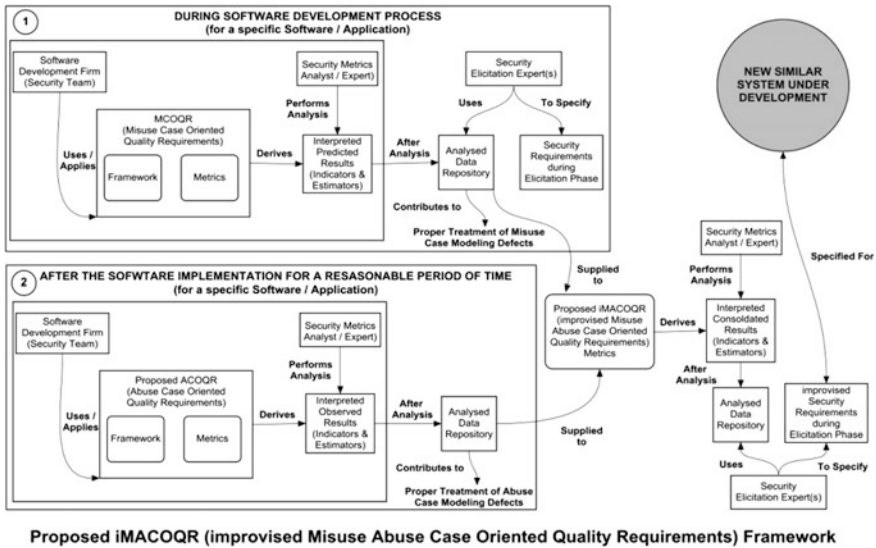 1
DURING SOFTWARE DEVELOPMENT PROCESS
(for a specific Software / Application)
Software
Development Firm
(Security Team)
Security Metrics
Analyst / Expert)
Security
Elicitation Expert(s)
MCOQR
(Misuse Case Oriented
Quality Requirements)
Framework
Metrics
Uses /
Applies
Derives
Performs
Analysis
Interpreted
Predicted
Results
(Indicators &
Estimators)
After
Analysis
Uses
To Specify
Analysed
Data
Repository
Security
Requirements
during
Elicitation Phase
Contributes to
Proper Treatment of Misuse
Case Modeling Defects
2
AFTER THE SOFWTARE IMPLEMENTATION FOR A RESASONABLE PERIOD OF TIME
(for a specific Software / Application)
Software
Development Firm
(Security Team)
Security Metrics
Analyst / Expert)
Proposed ACOQR
(Abuse Case Oriented
Quality Requirements)
Framework
Metrics
Uses /
Applies
Derives
Performs
Analysis
Interpreted
Observed
Results
(Indicators &
Estimators)
After
Analysis
Analysed
Data
Repository
Contributes to
Proper Treatment of Abuse
Case Modeling Defects
Supplied
to
Proposed iMACOQR
(improvised Misuse
Abuse Case Oriented
Quality Requirements)
Metrics
Supplied
to
Derives
Security Metrics
Analyst / Expert)
Performs
Analysis
Interpreted
Consoldated
Results
(Indicators &
Estimators)
After
Analysis
Analysed
Data
Repository
improvised
Security
Requirements
during
Elicitation Phase
Uses
To Specify
Security
Elicitation Expert(s)
Specified For
NEW SIMILAR
SYSTEM UNDER
DEVELOPMENT
Proposed iMACOQR (improvised Misuse Abuse Case Oriented Quality Requirements) Framework